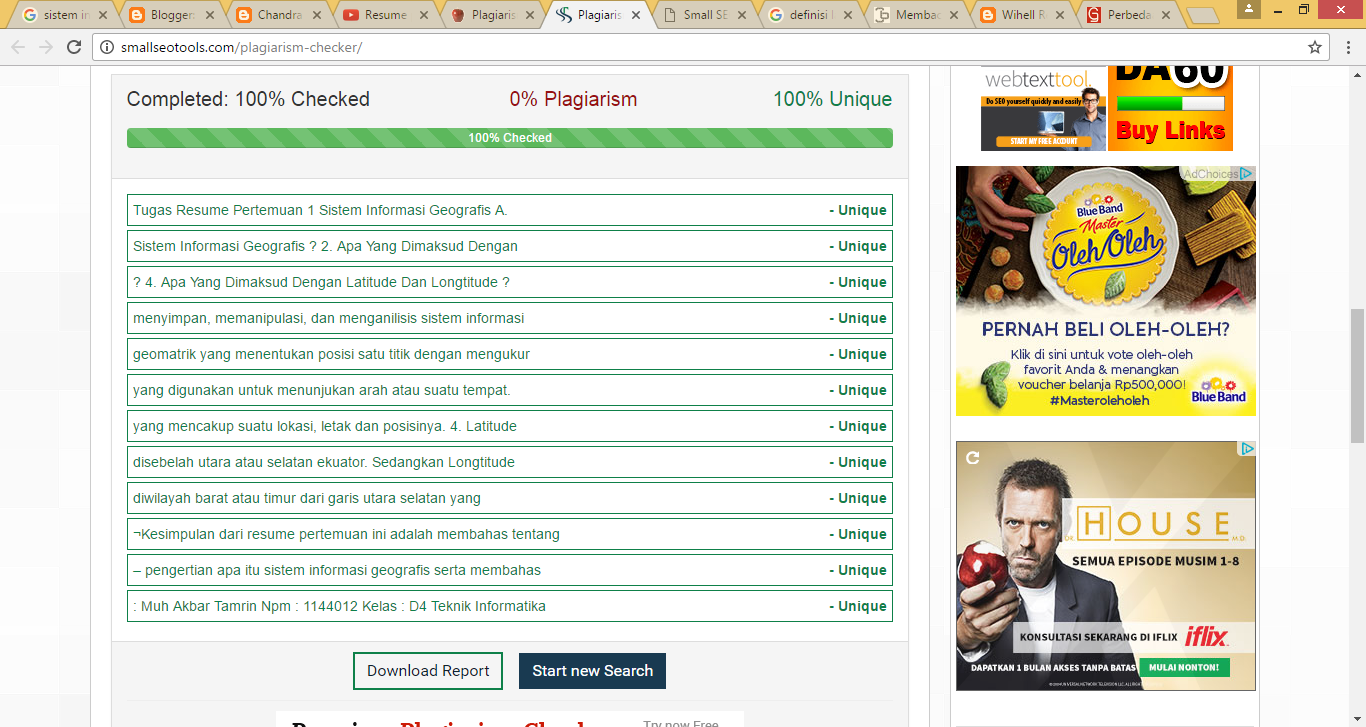 sistem in
Blogger:
Chandra
Resume
Plagiaris
Plagiaris
Small SE
definisi
Membac
Wihell R
Perbeda
smallseotools.com/plagiarism-checker/
Completed: 100% Checked
0% Plagiarism
100% Unique
100% Checked
Tugas Resume Pertemuan 1 Sistem Informasi Geografis A. - Unique
Sistem Informasi Geografis ? 2. Apa Yang Dimaksud Dengan - Unique
? 4. Apa Yang Dimaksud Dengan Latitude Dan Longtitude ? - Unique
menyimpan, memanipulasi, dan menganilisis sistem informasi - Unique
geomatrik yang menentukan posisi satu titik dengan mengukur - Unique
yang digunakan untuk menunjukan arah atau suatu tempat. - Unique
yang mencakup suatu lokasi, letak dan posisinya. 4. Latitude - Unique
disebelah utara atau selatan ekuator. Sedangkan Longtitude - Unique
diwilayah barat atau timur dari garis utara selatan yang - Unique
¬Kesimpulan dari resume pertemuan ini adalah membahas tentang - Unique
– pengertian apa itu sistem informasi geografis serta membahas - Unique
: Muh Akbar Tamrin Npm : 1144012 Kelas : D4 Teknik Informatika - Unique
Download Report
Start new Search
Try now Free
webtexttool.
Do SEO yourself quickly and easily
START MY FREE ACCOUNT
DA60
Buy Links
AdChoices
Blue Band
Master
Oleh Oleh
PERNAH BELI OLEH-OLEH?
Klik di sini untuk vote oleh-oleh
favorit Anda & menangkan
voucher belanja Rp500,000!
#Masteroleholeh
Blue Band
DR. HOUSE M.D.
SEMUA EPISODE MUSIM 1-8
KONSULTASI SEKARANG DI IFLIX iflix
DAPATKAN 1 BULAN AKSES TANPA BATAS MULAI NONTON!